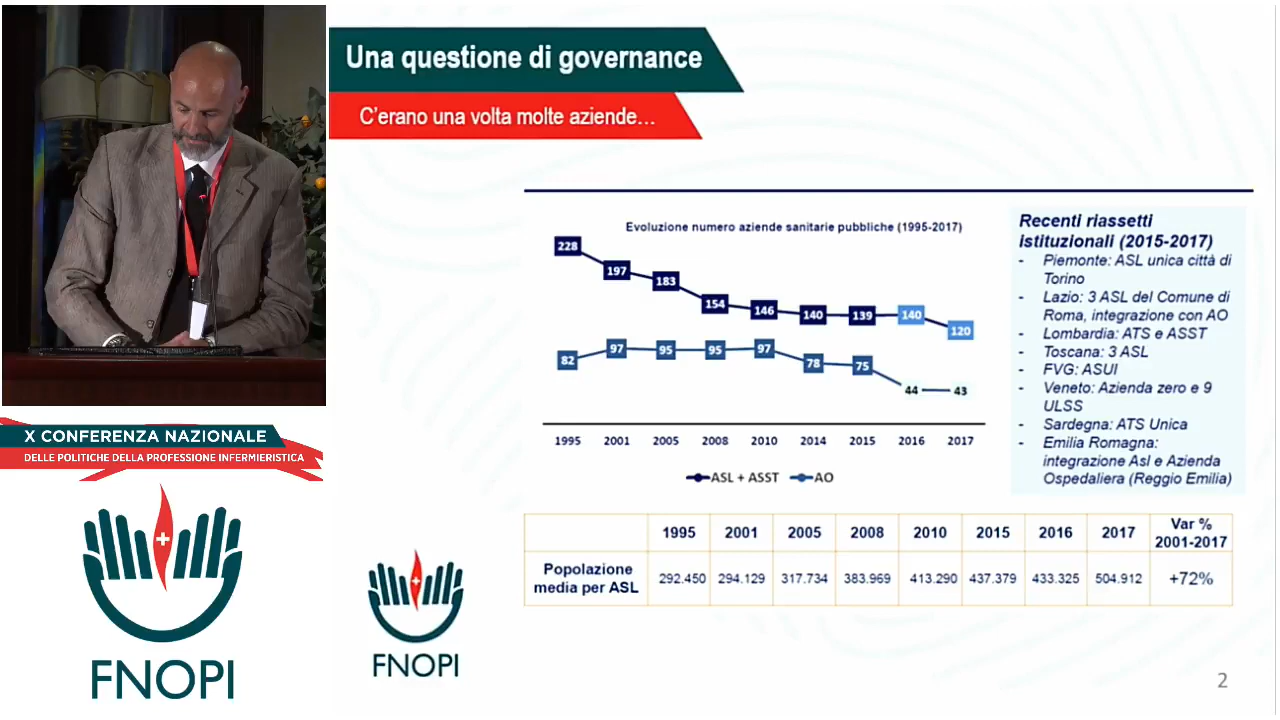 Una questione di governance
C'erano una volta molte aziende...
Evoluzione numero aziende sanitarie pubbliche (1995-2017)
228
197
183
154
146
140
139
140
120
82
97
95
95
97
78
75
44
43
1995 2001 2005 2008 2010 2014 2015 2016 2017
ASL + ASST AO
Recenti riassetti
istituzionali (2015-2017)
- Piemonte: ASL unica città di
Torino
- Lazio: 3 ASL del Comune di
Roma, integrazione con AO
- Lombardia: ATS e ASST
- Toscana: 3 ASL
- FVG: ASUI
- Veneto: Azienda zero e 9
ULSS
- Sardegna: ATS Unica
- Emilia Romagna:
integrazione Asl e Azienda
Ospedaliera (Reggio Emilia)
1995 2001 2005 2008 2010 2015 2016 2017 Var %
2001-2017
Popolazione
media per ASL
292.450 294.129 317.734 383.969 413.290 437.379 433.325 504.912 +72%
FNOPI
2
X CONFERENZA NAZIONALE
DELLE POLITICHE DELLA PROFESSIONE INFERMIERISTICA
FNOPI